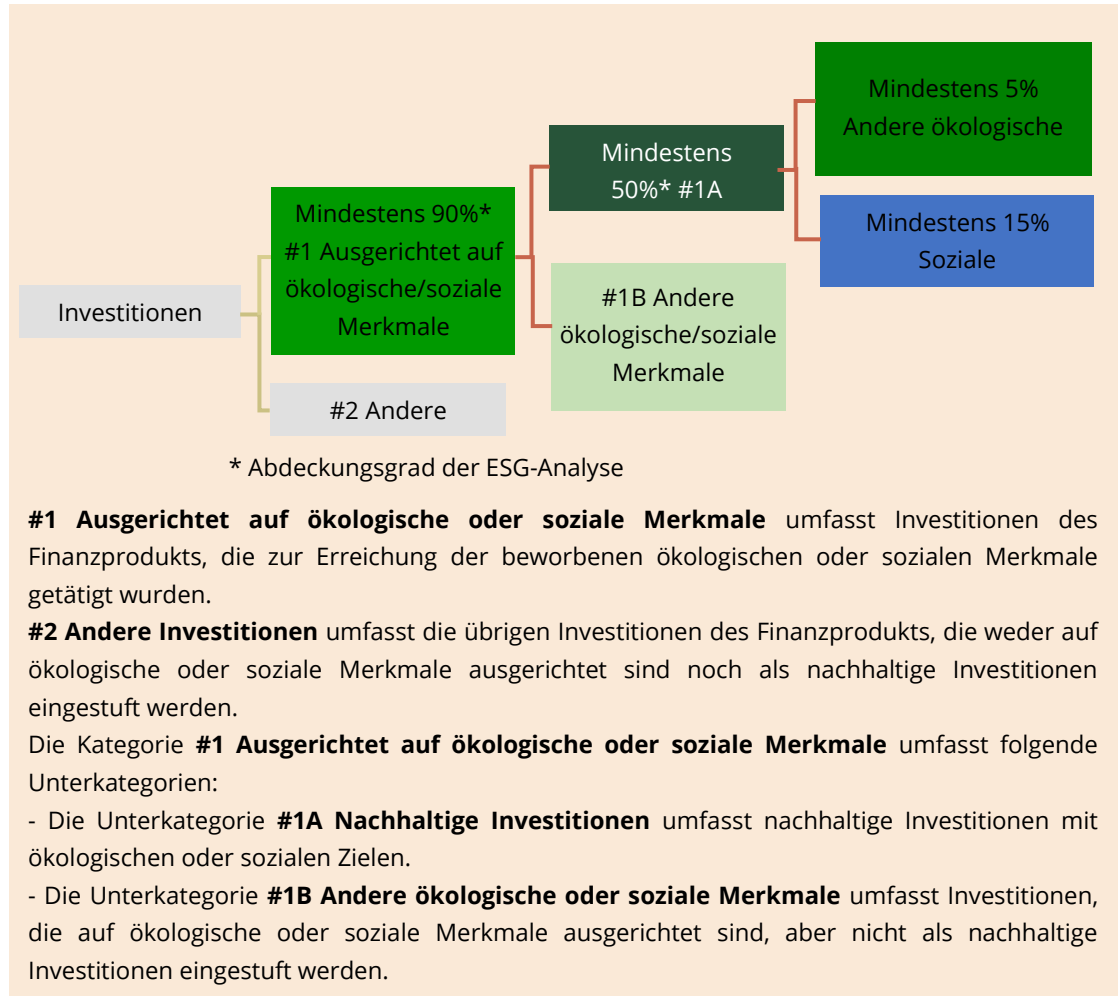 Mindestens 5%
Andere ökologische
Mindestens
50%* #1A
Mindestens 90%*
#1 Ausgerichtet auf
ökologische/soziale
Merkmale
Mindestens 15%
Soziale
Investitionen
#1B Andere
ökologische/soziale
Merkmale
#2 Andere
* Abdeckungsgrad der ESG-Analyse
#1 Ausgerichtet auf ökologische oder soziale Merkmale umfasst Investitionen des
Finanzprodukts, die zur Erreichung der beworbenen ökologischen oder sozialen Merkmale
getätigt wurden.
#2 Andere Investitionen umfasst die übrigen Investitionen des Finanzprodukts, die weder auf
ökologische oder soziale Merkmale ausgerichtet sind noch als nachhaltige Investitionen
eingestuft werden.
Die Kategorie #1 Ausgerichtet auf ökologische oder soziale Merkmale umfasst folgende
Unterkategorien:
- Die Unterkategorie #1A Nachhaltige Investitionen umfasst nachhaltige Investitionen mit
ökologischen oder sozialen Zielen.
- Die Unterkategorie #1B Andere ökologische oder soziale Merkmale umfasst Investitionen,
die auf ökologische oder soziale Merkmale ausgerichtet sind, aber nicht als nachhaltige
Investitionen eingestuft werden.